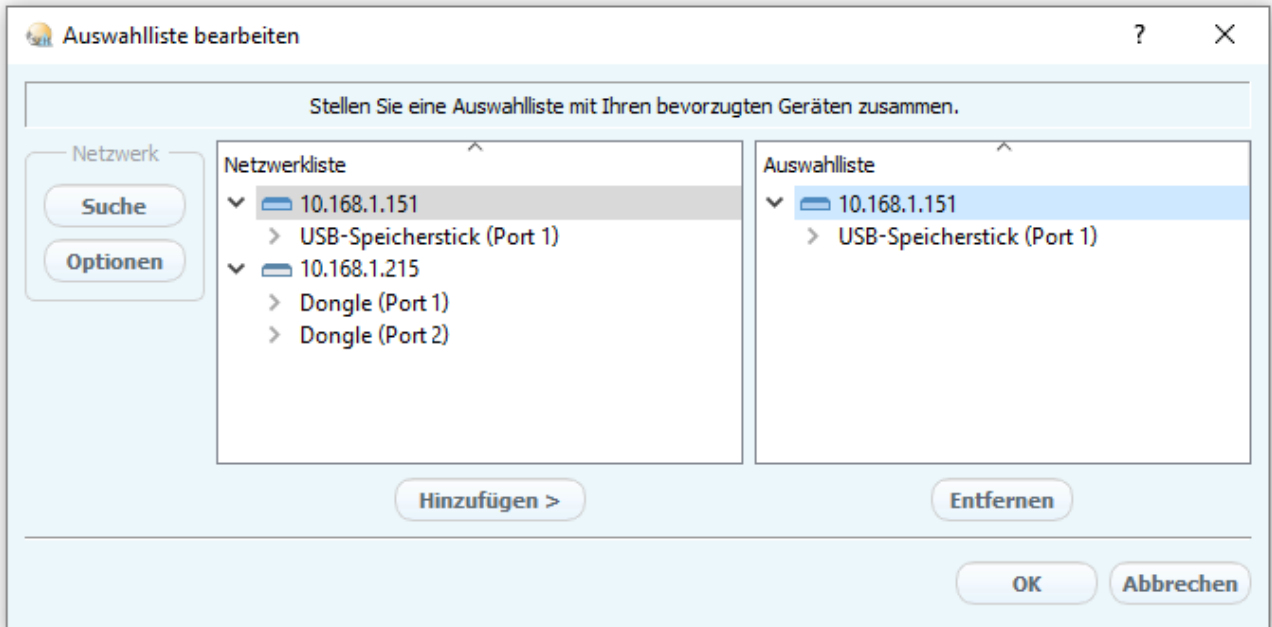 Auswahlliste bearbeiten
Stellen Sie eine Auswahlliste mit Ihren bevorzugten Geräten zusammen.
Netzwerk
Suche
Optionen
Netzwerkliste
10.168.1.151
USB-Speicherstick (Port 1)
10.168.1.215
Dongle (Port 1)
Dongle (Port 2)
Hinzufügen >
Auswahlliste
10.168.1.151
USB-Speicherstick (Port 1)
Entfernen
OK
Abbrechen